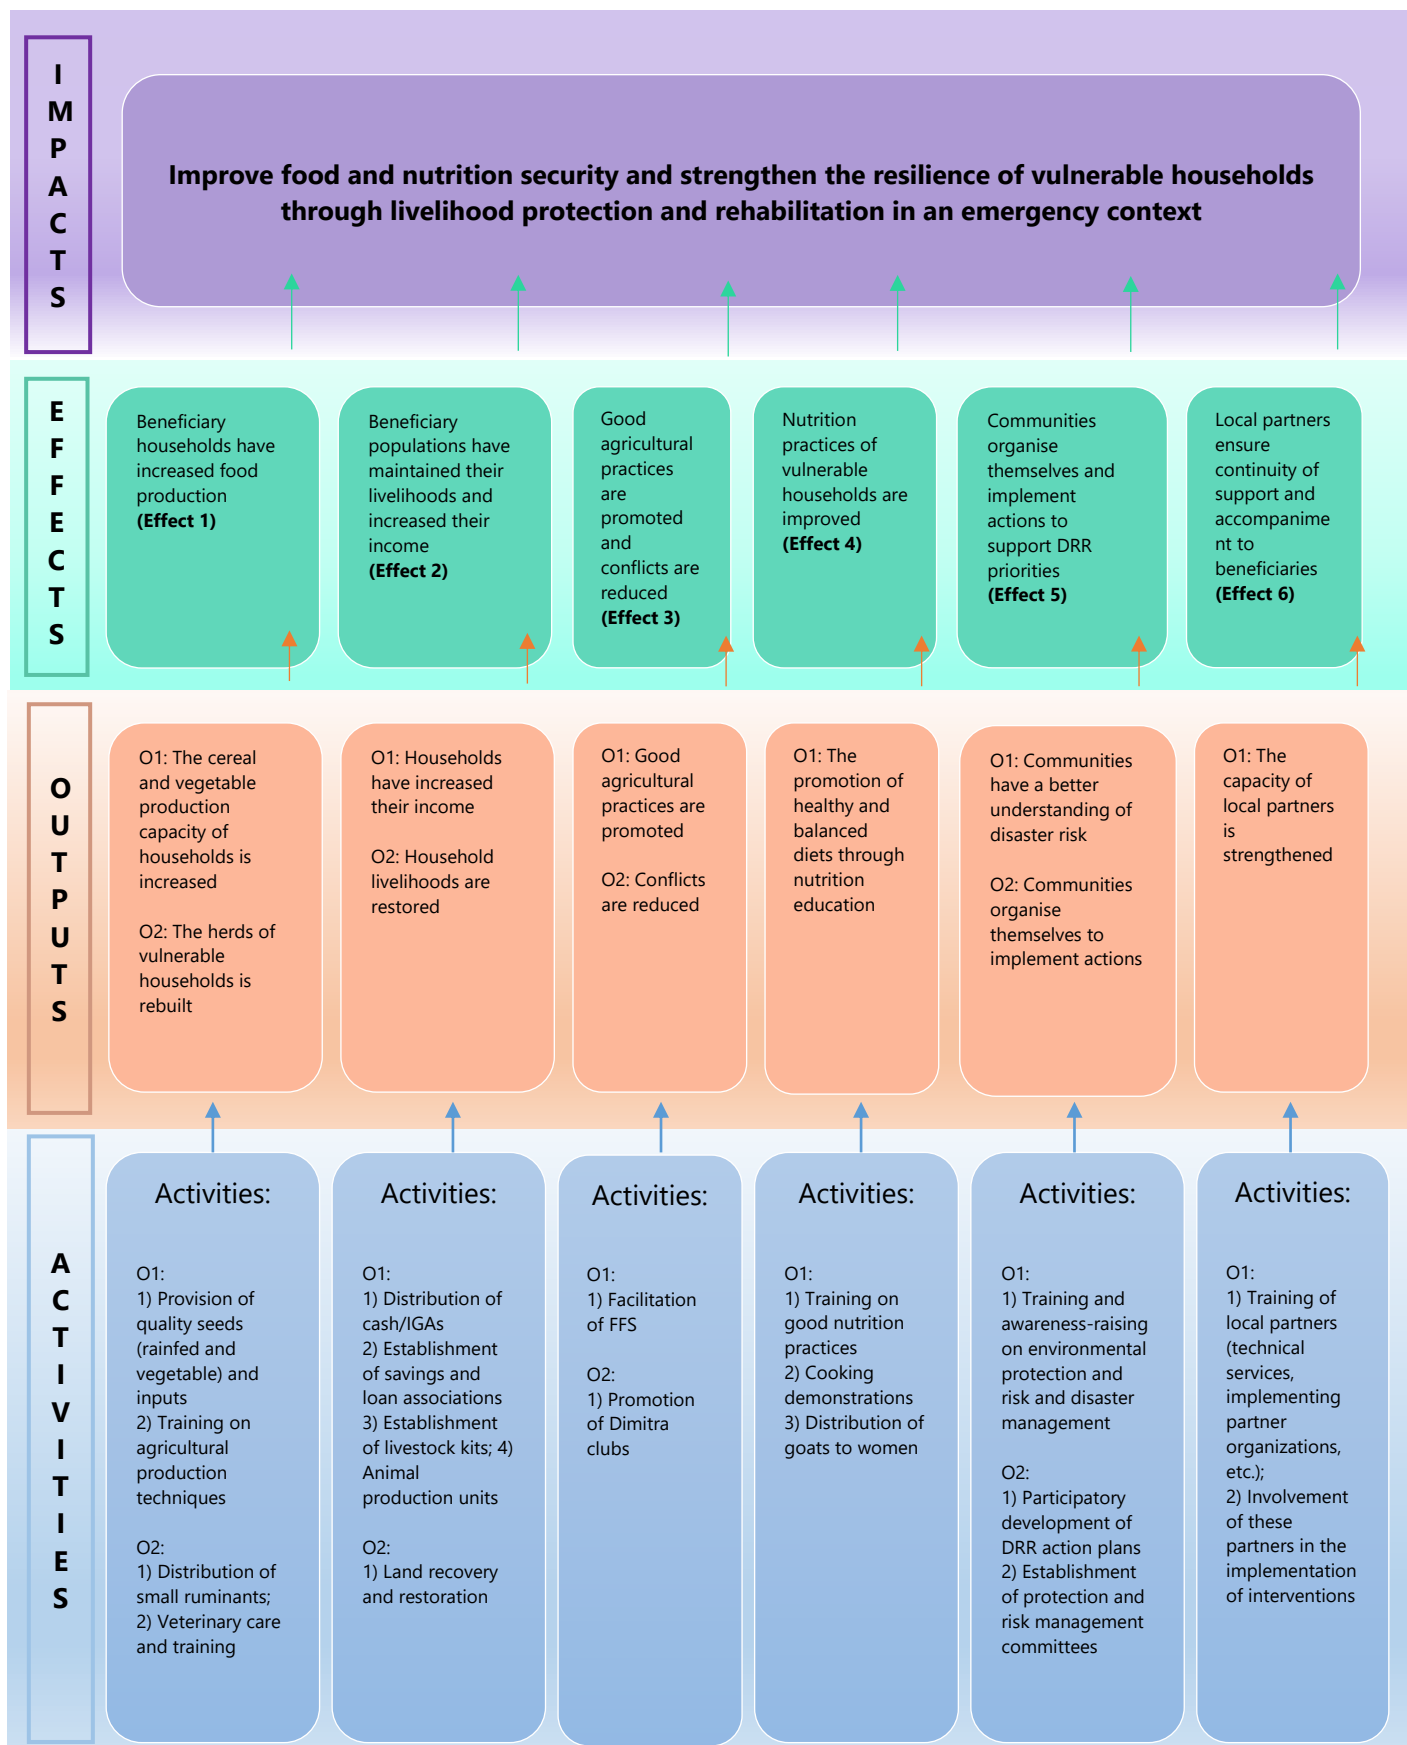 IMPACTS
Improve food and nutrition security and strengthen the resilience of vulnerable households
through livelihood protection and rehabilitation in an emergency context
EFFECTS
Beneficiary
households have
increased food
production
(Effect 1)
Beneficiary
populations have
maintained their
livelihoods and
increased their
income
(Effect 2)
Good
agricultural
practices
are
promoted
and
conflicts are
reduced
(Effect 3)
Nutrition
practices of
vulnerable
households are
improved
(Effect 4)
Communities
organise
themselves and
implement
actions to
support DRR
priorities
(Effect 5)
Local partners
ensure
continuity of
support and
accompanime
nt to
beneficiaries
(Effect 6)
OUTPUTS
O1: The cereal
and vegetable
production
capacity of
households is
increased
O2: The herds of
vulnerable
households is
rebuilt
O1: Households
have increased
their income
O2: Household
livelihoods are
restored
O1: Good
agricultural
practices are
promoted
O2: Conflicts
are reduced
O1: The
promotion of
healthy and
balanced
diets through
nutrition
education
O1: Communities
have a better
understanding of
disaster risk
O2: Communities
organise
themselves to
implement actions
O1: The
capacity of
local partners
is
strengthened
ACTIVITIES
Activities:
O1:
1) Provision of
quality seeds
(rainfed and
vegetable) and
inputs
2) Training on
agricultural
production
techniques
O2:
1) Distribution of
small ruminants;
2) Veterinary care
and training
Activities:
O1:
1) Distribution of
cash/IGAs
2) Establishment
of savings and
loan associations
3) Establishment
of livestock kits; 4)
Animal
production units
O2:
1) Land recovery
and restoration
Activities:
O1:
1) Facilitation
of FFS
O2:
1) Promotion
of Dimitra
clubs
Activities:
O1:
1) Training on
good nutrition
practices
2) Cooking
demonstrations
3) Distribution of
goats to women
Activities:
O1:
1) Training and
awareness-raising
on environmental
protection and
risk and disaster
management
O2:
1) Participatory
development of
DRR action plans
2) Establishment
of protection and
risk management
committees
Activities:
O1:
1) Training of
local partners
(technical
services,
implementing
partner
organizations,
etc.);
2) Involvement
of these
partners in the
implementation
of interventions